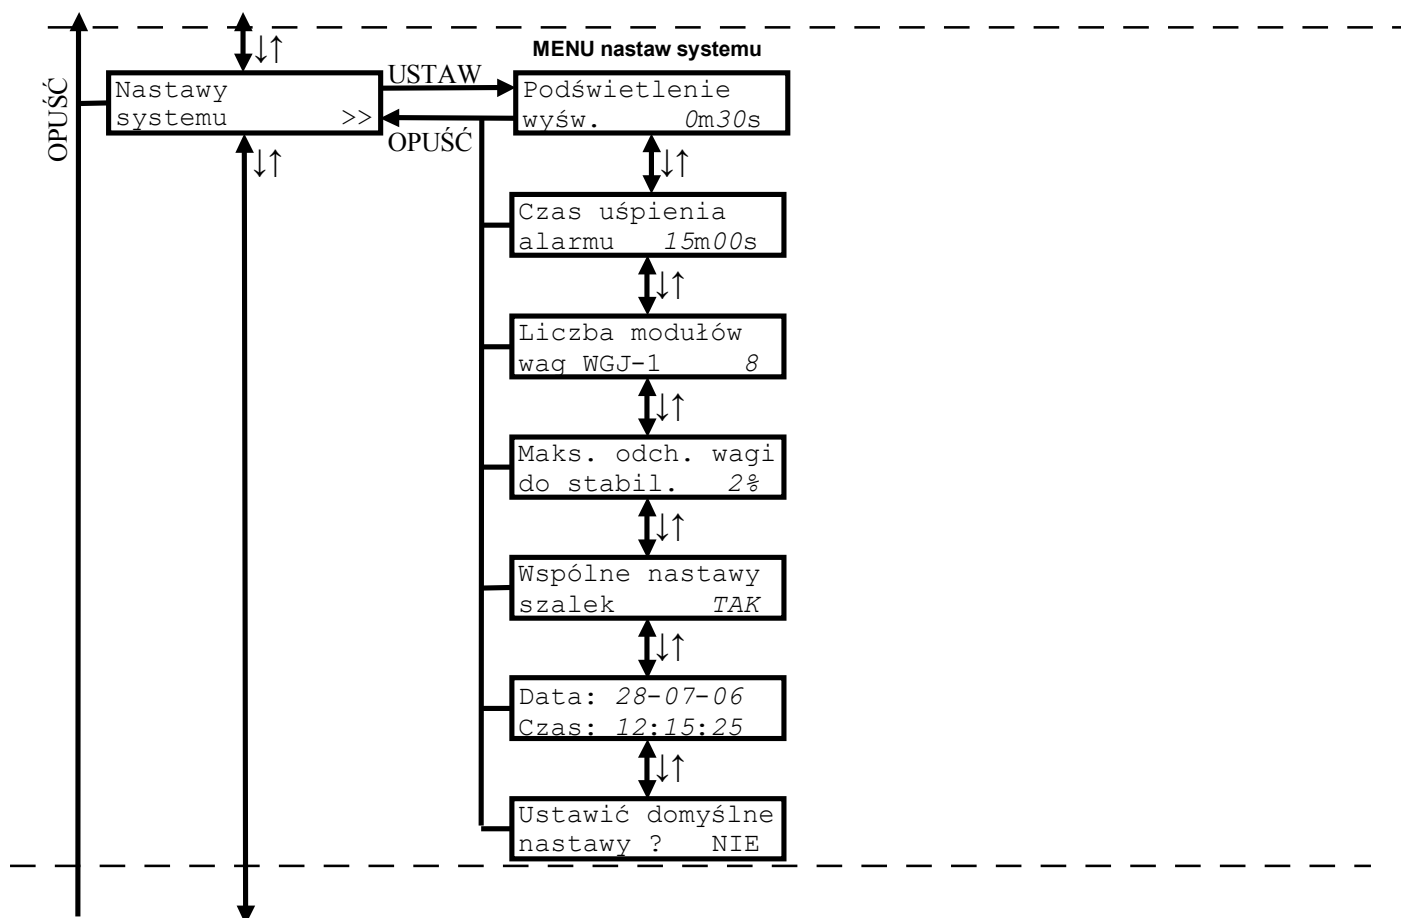 MENU nastaw systemu
↓↑
OPUŚĆ
Nastawy
systemu >>
USTAW
OPUŚĆ
↓↑
Podświetlenie
wyśw. 0m30s
↓↑
Czas uśpienia
alarmu 15m00s
↓↑
Liczba modułów
wag WGJ-1 8
↓↑
Maks. odch. wagi
do stabil. 2%
↓↑
Wspólne nastawy
szalek TAK
↓↑
Data: 28-07-06
Czas: 12:15:25
↓↑
Ustawić domyślne
nastawy ? NIE